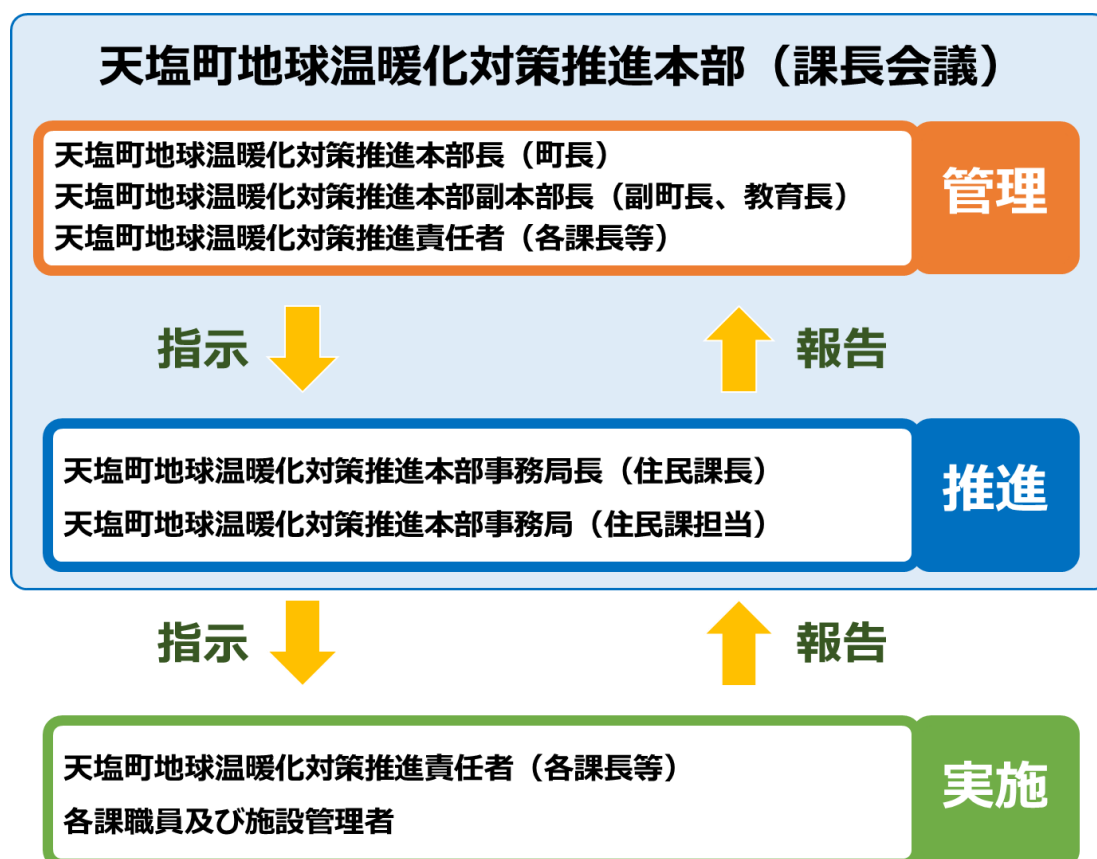 天塩町地球温暖化対策推進本部（課長会議）
天塩町地球温暖化対策推進本部長（町長）
天塩町地球温暖化対策推進本部副本部長（副町長、教育長）
天塩町地球温暖化対策推進責任者（各課長等）
管理
指示
報告
天塩町地球温暖化対策推進本部事務局長（住民課長）
天塩町地球温暖化対策推進本部事務局（住民課担当）
推進
指示
報告
天塩町地球温暖化対策推進責任者（各課長等）
各課職員及び施設管理者
実施